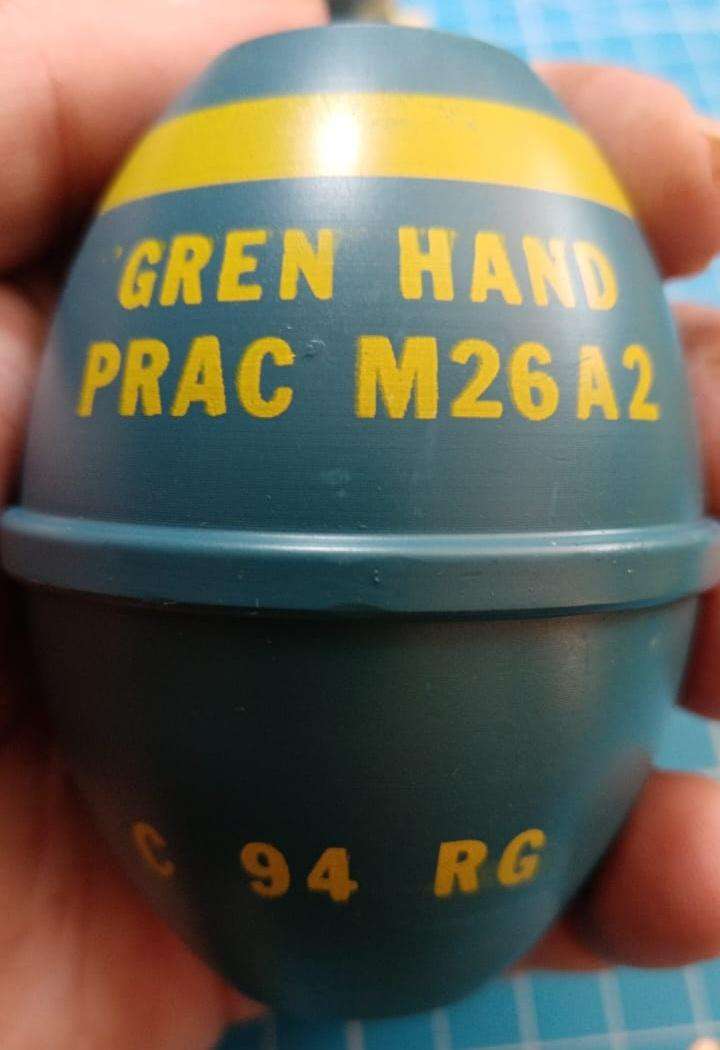 GREN HAND
PRAC M26A2
C 94 RG